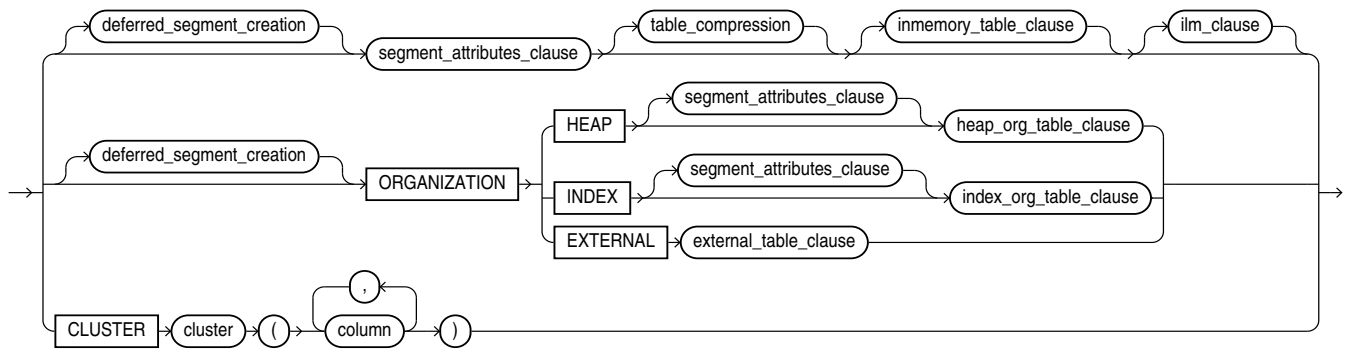 deferred_segment_creation
segment_attributes_clause
table_compression
inmemory_table_clause
ilm_clause
deferred_segment_creation
ORGANIZATION
HEAP
segment_attributes_clause
heap_org_table_clause
INDEX
segment_attributes_clause
index_org_table_clause
EXTERNAL
external_table_clause
CLUSTER
cluster
(
,
column
)